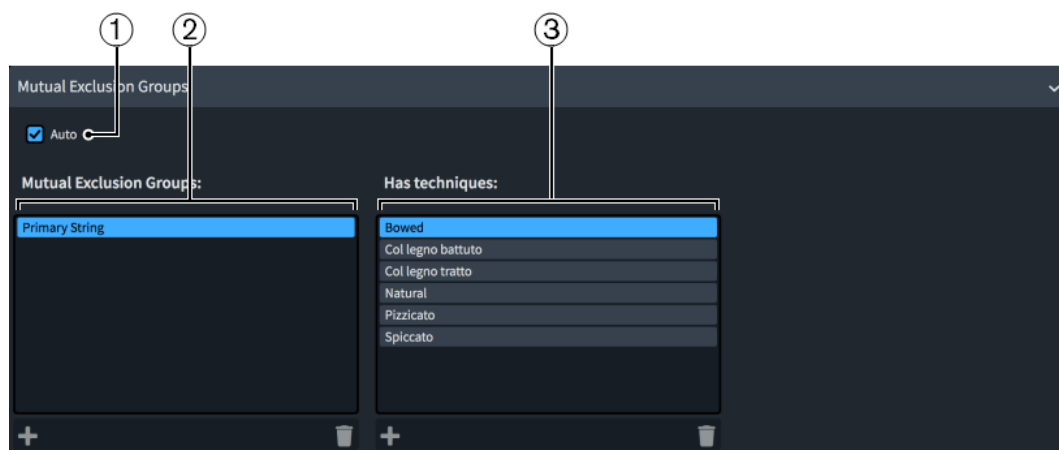 ① ② ③
Mutual Exclusion Groups
Auto
Mutual Exclusion Groups: Has techniques:
Primary String Bowed
Col legno battuto
Col legno tratto
Natural
Pizzicato
Spiccato